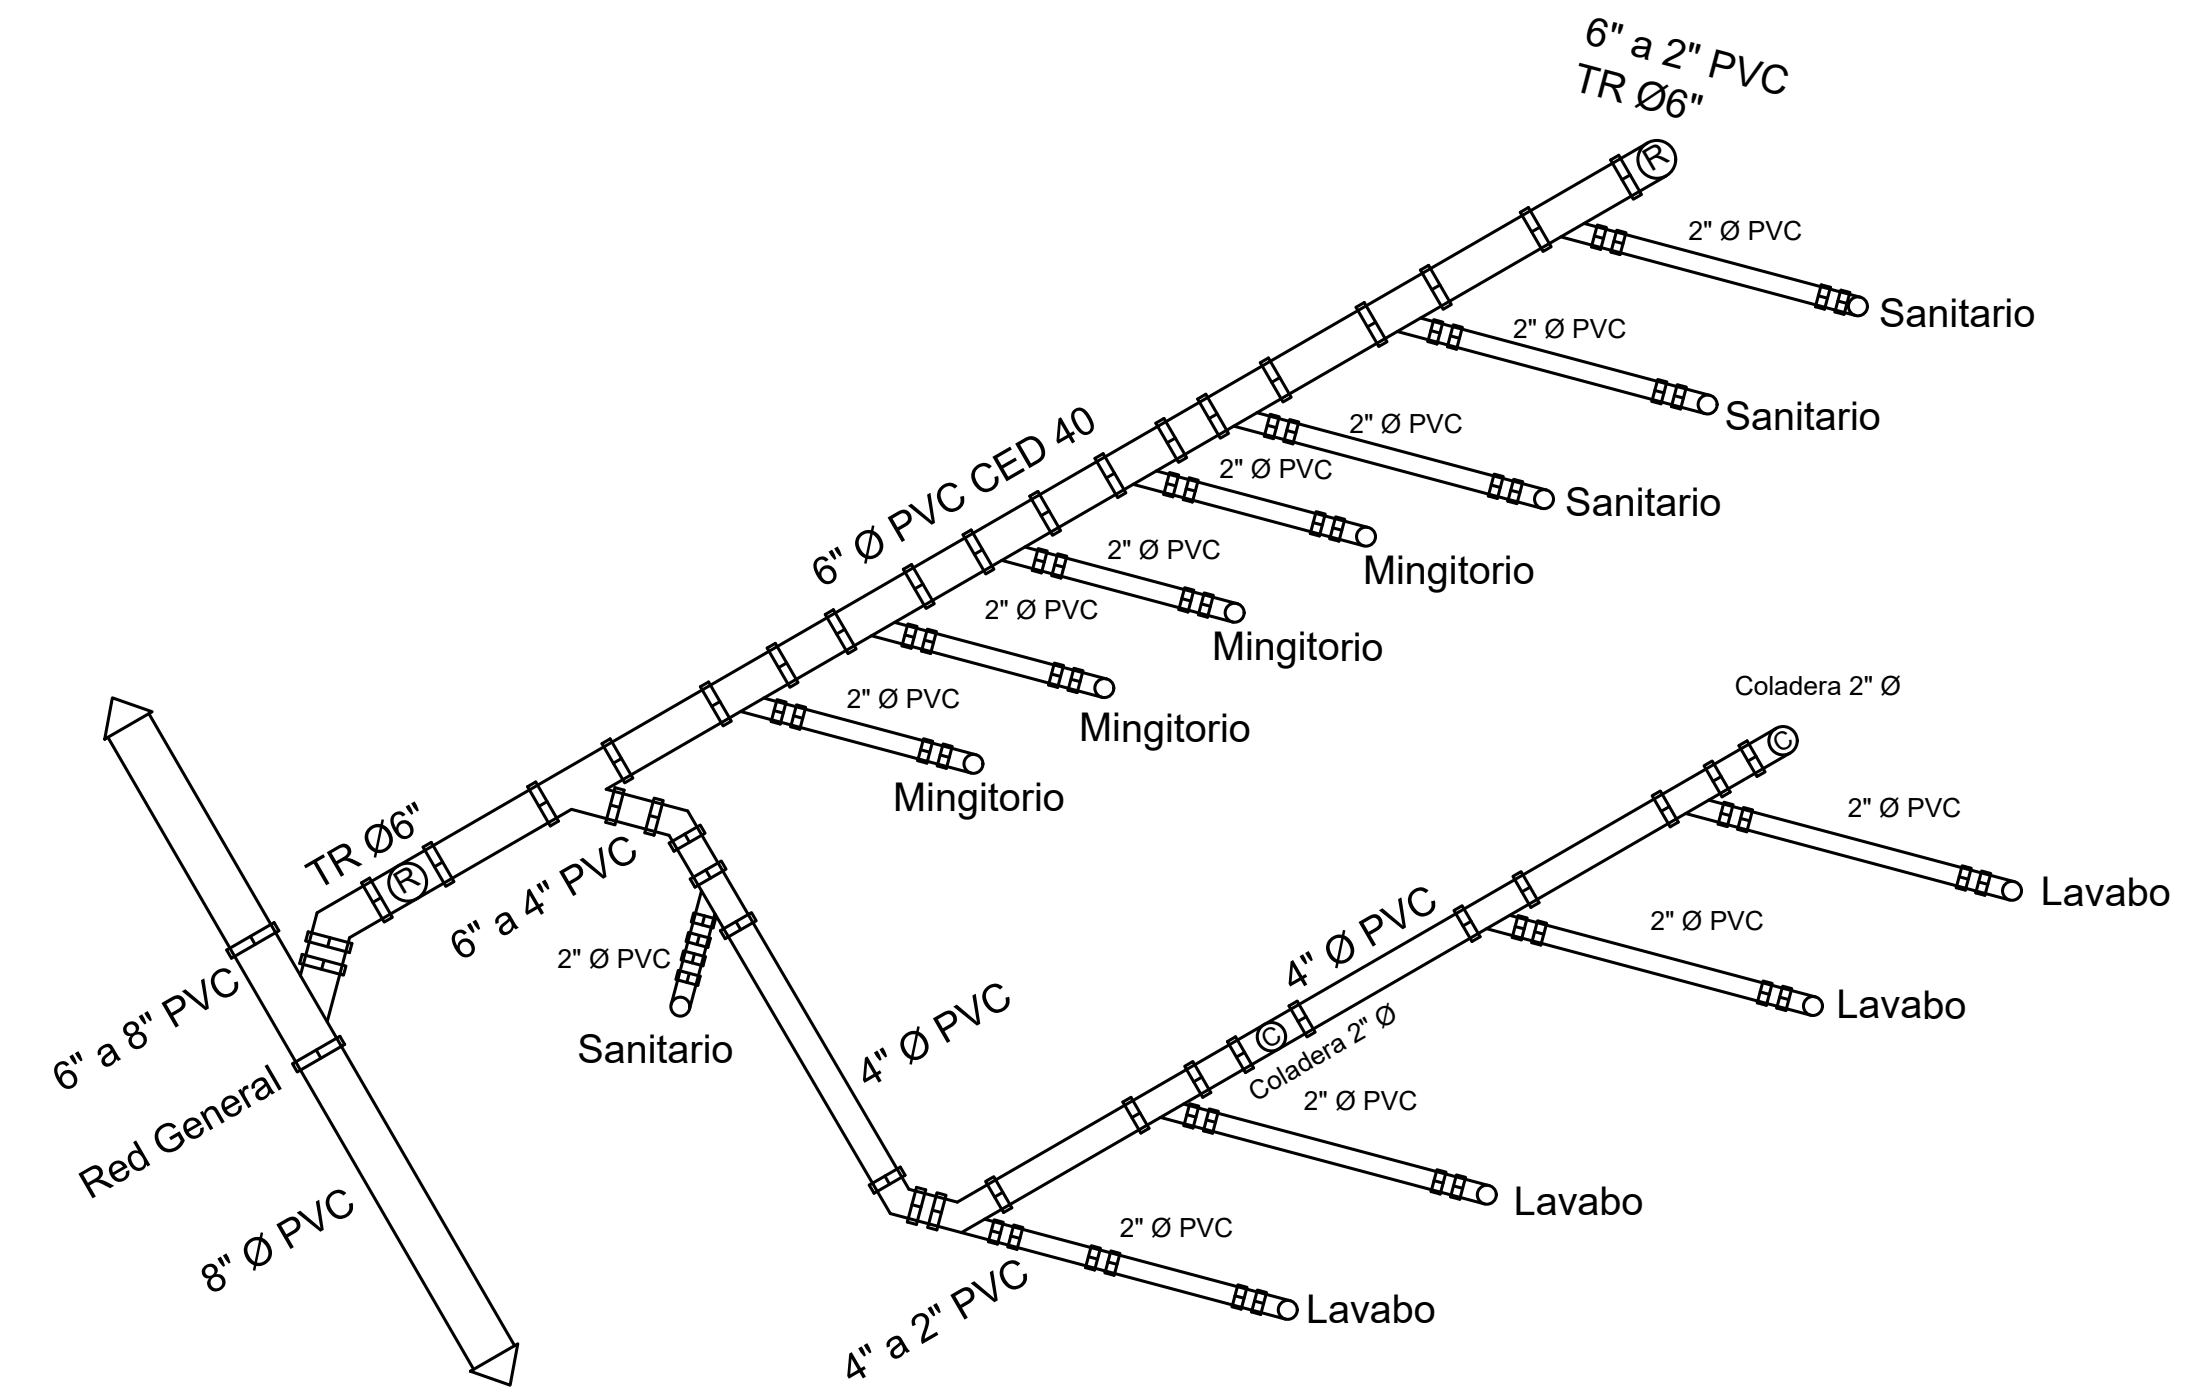 6" a 2" PVC
TR Ø6"
R
2" Ø PVC
Sanitario
2" Ø PVC
Sanitario
2" Ø PVC
Sanitario
6" Ø PVC CED 40
2" Ø PVC
Mingitorio
2" Ø PVC
Mingitorio
2" Ø PVC
Mingitorio
2" Ø PVC
Mingitorio
Coladera 2" Ø
C
2" Ø PVC
Lavabo
TR Ø6"
R
6" a 4" PVC
2" Ø PVC
Sanitario
4" Ø PVC
4" Ø PVC
2" Ø PVC
Lavabo
C
Coladera 2" Ø
2" Ø PVC
Lavabo
6" a 8" PVC
Red General
8" Ø PVC
2" Ø PVC
4" a 2" PVC
Lavabo